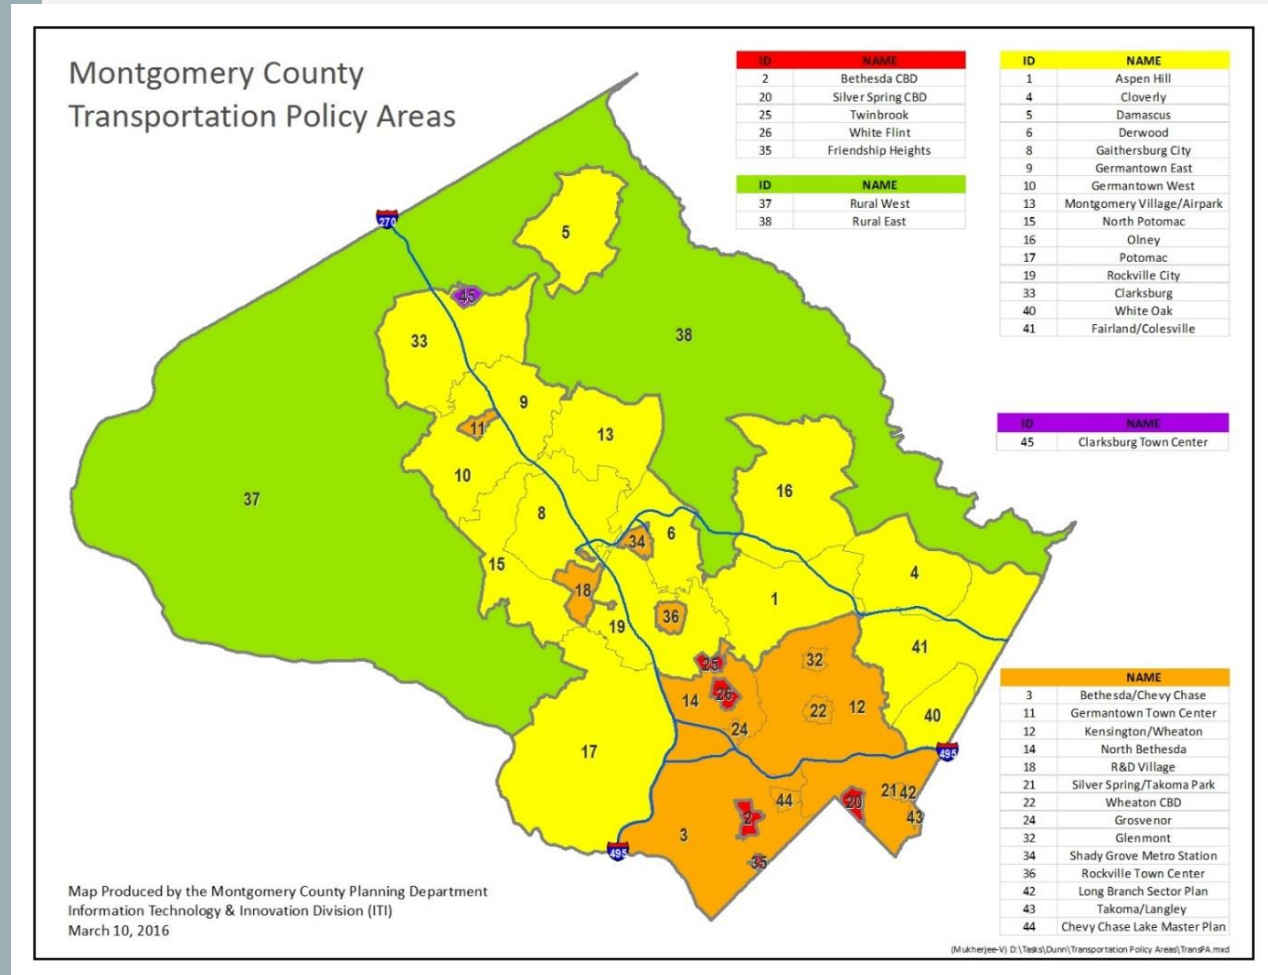 Montgomery County
Transportation Policy Areas
ID NAME
2 Bethesda CBD
20 Silver Spring CBD
25 Twinbrook
26 White Flint
35 Friendship Heights
ID NAME
37 Rural West
38 Rural East
ID NAME
1 Aspen Hill
4 Cloverly
5 Damascus
6 Derwood
8 Gaithersburg City
9 Germantown East
10 Germantown West
13 Montgomery Village/Airpark
15 North Potomac
16 Olney
17 Potomac
19 Rockville City
33 Clarksburg
40 White Oak
41 Fairland/Colesville
ID NAME
45 Clarksburg Town Center
NAME
3 Bethesda/Chevy Chase
11 Germantown Town Center
12 Kensington/Wheaton
14 North Bethesda
18 R&D Village
21 Silver Spring/Takoma Park
22 Wheaton CBD
24 Grosvenor
32 Glenmont
34 Shady Grove Metro Station
36 Rockville Town Center
42 Long Branch Sector Plan
43 Takoma/Langley
44 Chevy Chase Lake Master Plan
270
5
45
33
38
9
11
13
10
37
16
8
34
6
15
18
4
1
36
19
41
25
32
14
26
22
12
24
40
17
495
44
21
42
20
43
2
3
495
35
Map Produced by the Montgomery County Planning Department
Information Technology & Innovation Division (ITI)
March 10, 2016
(Mukherjee-V) D:\Tasks\Dunn\Transportation Policy Areas\TransPA.mxd